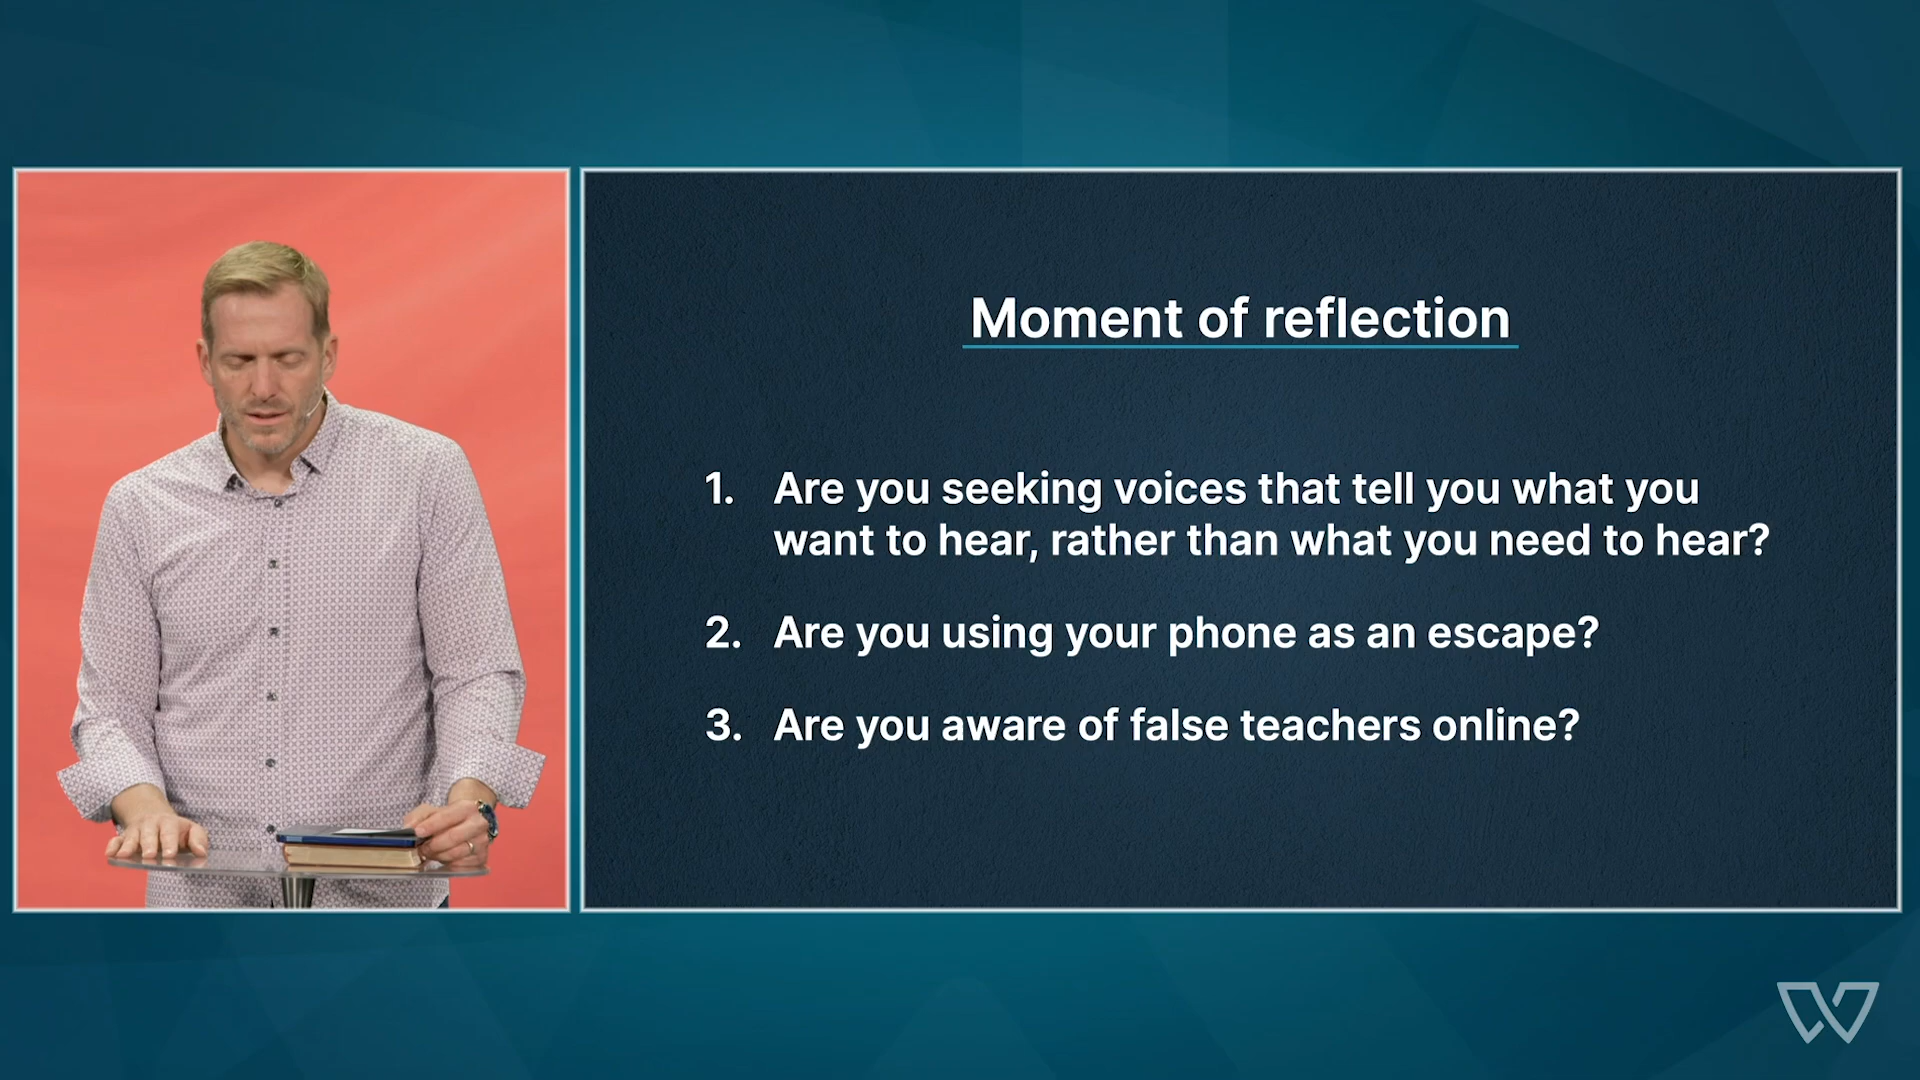 Moment of reflection
1. Are you seeking voices that tell you what you
want to hear, rather than what you need to hear?
2. Are you using your phone as an escape?
3. Are you aware of false teachers online?